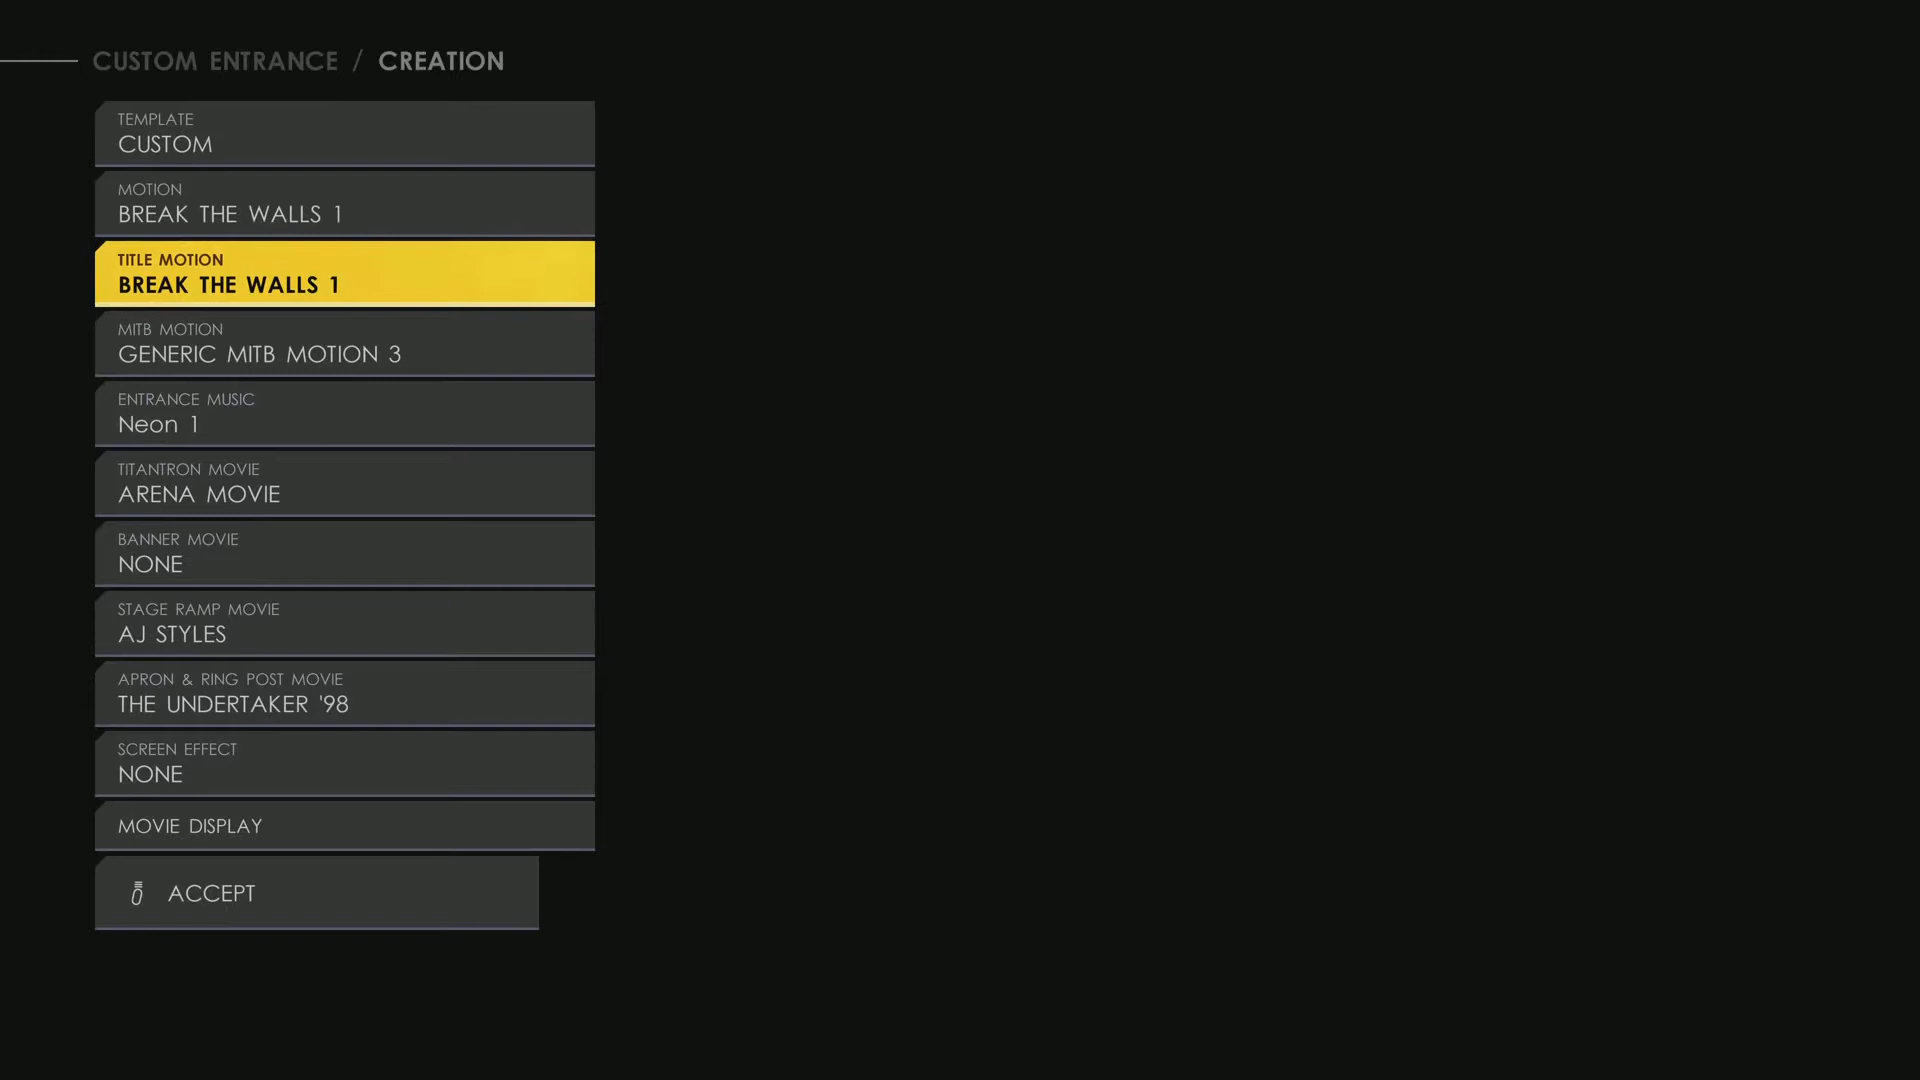 CUSTOM ENTRANCE / CREATION
TEMPLATE
CUSTOM
MOTION
BREAK THE WALLS 1
TITLE MOTION
BREAK THE WALLS 1
MITB MOTION
GENERIC MITB MOTION 3
ENTRANCE MUSIC
Neon 1
TITANTRON MOVIE
ARENA MOVIE
BANNER MOVIE
NONE
STAGE RAMP MOVIE
AJ STYLES
APRON & RING POST MOVIE
THE UNDERTAKER '98
SCREEN EFFECT
NONE
MOVIE DISPLAY
ACCEPT